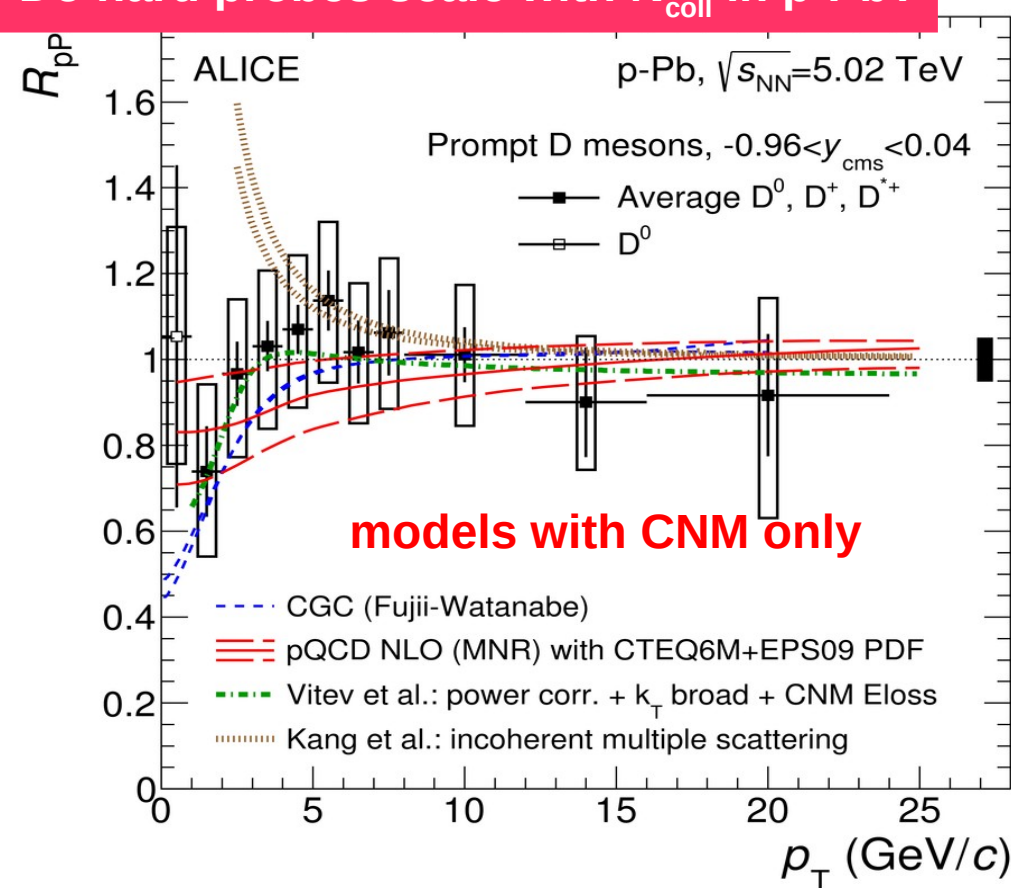 Do hard probes scale with N_coll in p-Pb?
R_pP
ALICE
p-Pb, √s_NN=5.02 TeV
Prompt D mesons, -0.96<y_cms<0.04
Average D⁰, D⁺, D*⁺
D⁰
1.6
1.4
1.2
1
0.8
0.6
0.4
0.2
0
models with CNM only
CGC (Fujii-Watanabe)
pQCD NLO (MNR) with CTEQ6M+EPS09 PDF
Vitev et al.: power corr. + k_T broad + CNM Eloss
Kang et al.: incoherent multiple scattering
0 5 10 15 20 25
p_T (GeV/c)